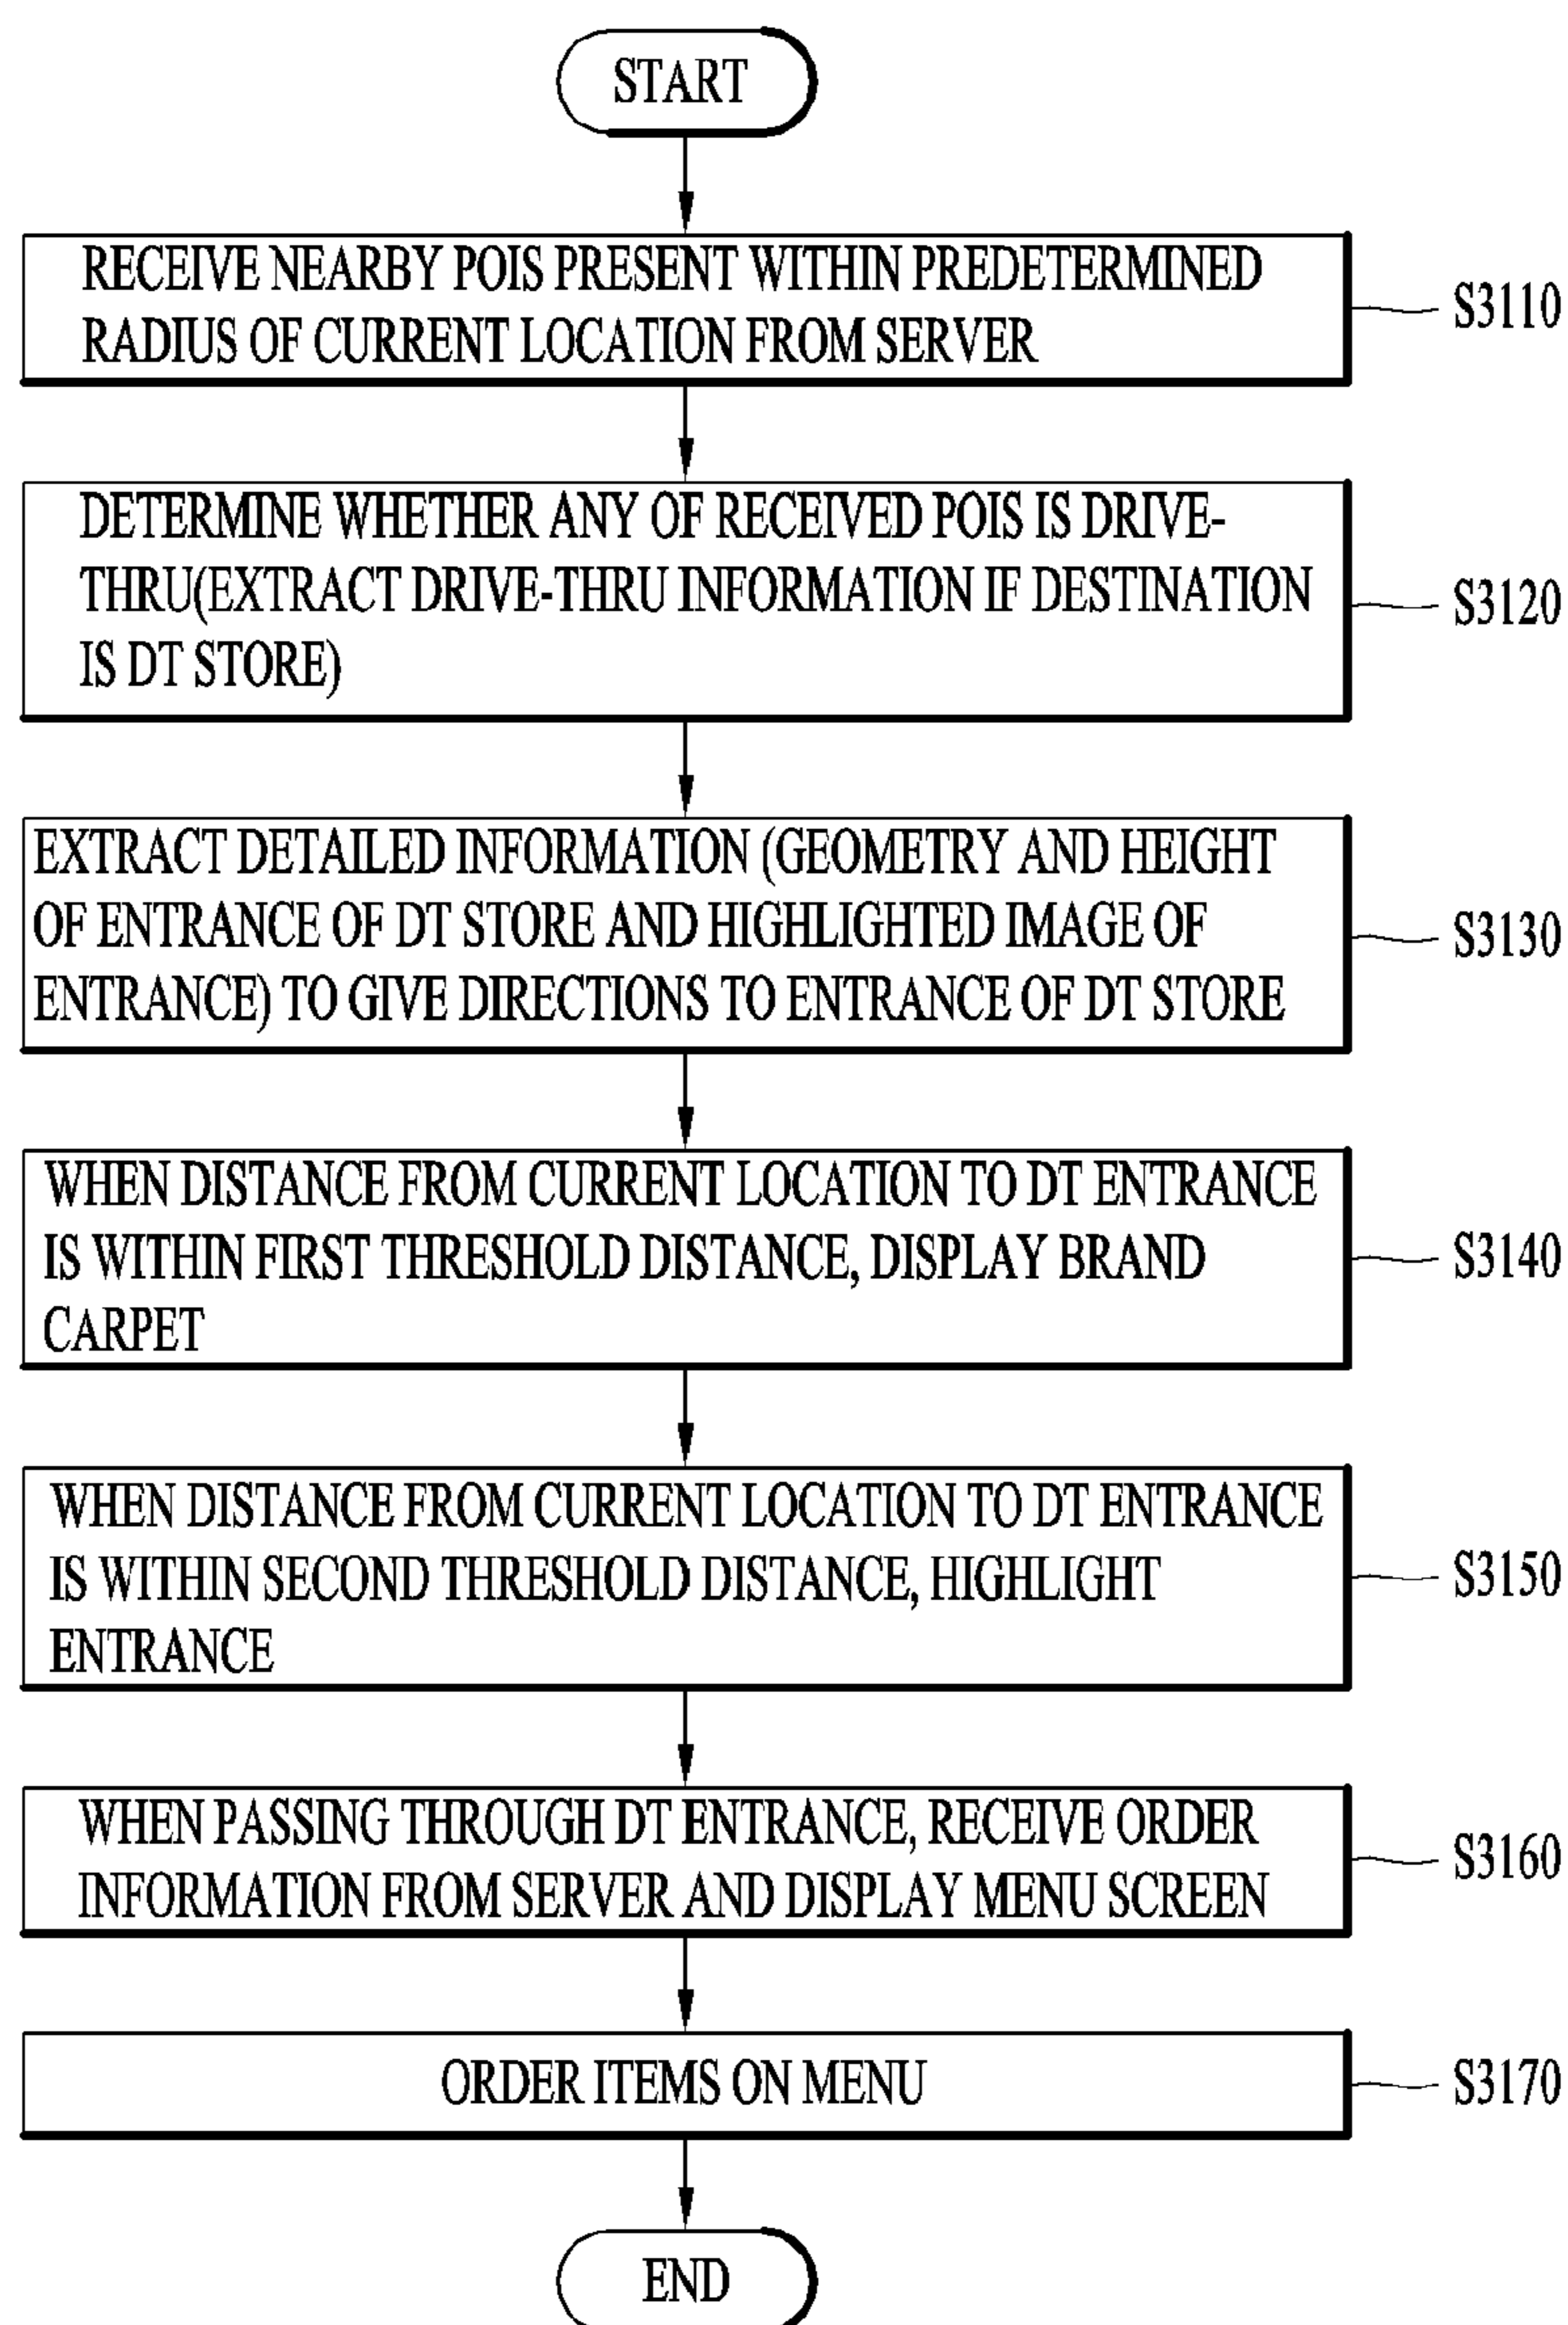 START
RECEIVE NEARBY POIS PRESENT WITHIN PREDETERMINED
RADIUS OF CURRENT LOCATION FROM SERVER
S3110
DETERMINE WHETHER ANY OF RECEIVED POIS IS DRIVE-
THRU(EXTRACT DRIVE-THRU INFORMATION IF DESTINATION
IS DT STORE)
S3120
EXTRACT DETAILED INFORMATION (GEOMETRY AND HEIGHT
OF ENTRANCE OF DT STORE AND HIGHLIGHTED IMAGE OF
ENTRANCE) TO GIVE DIRECTIONS TO ENTRANCE OF DT STORE
S3130
WHEN DISTANCE FROM CURRENT LOCATION TO DT ENTRANCE
IS WITHIN FIRST THRESHOLD DISTANCE, DISPLAY BRAND
CARPET
S3140
WHEN DISTANCE FROM CURRENT LOCATION TO DT ENTRANCE
IS WITHIN SECOND THRESHOLD DISTANCE, HIGHLIGHT
ENTRANCE
S3150
WHEN PASSING THROUGH DT ENTRANCE, RECEIVE ORDER
INFORMATION FROM SERVER AND DISPLAY MENU SCREEN
S3160
ORDER ITEMS ON MENU
S3170
END